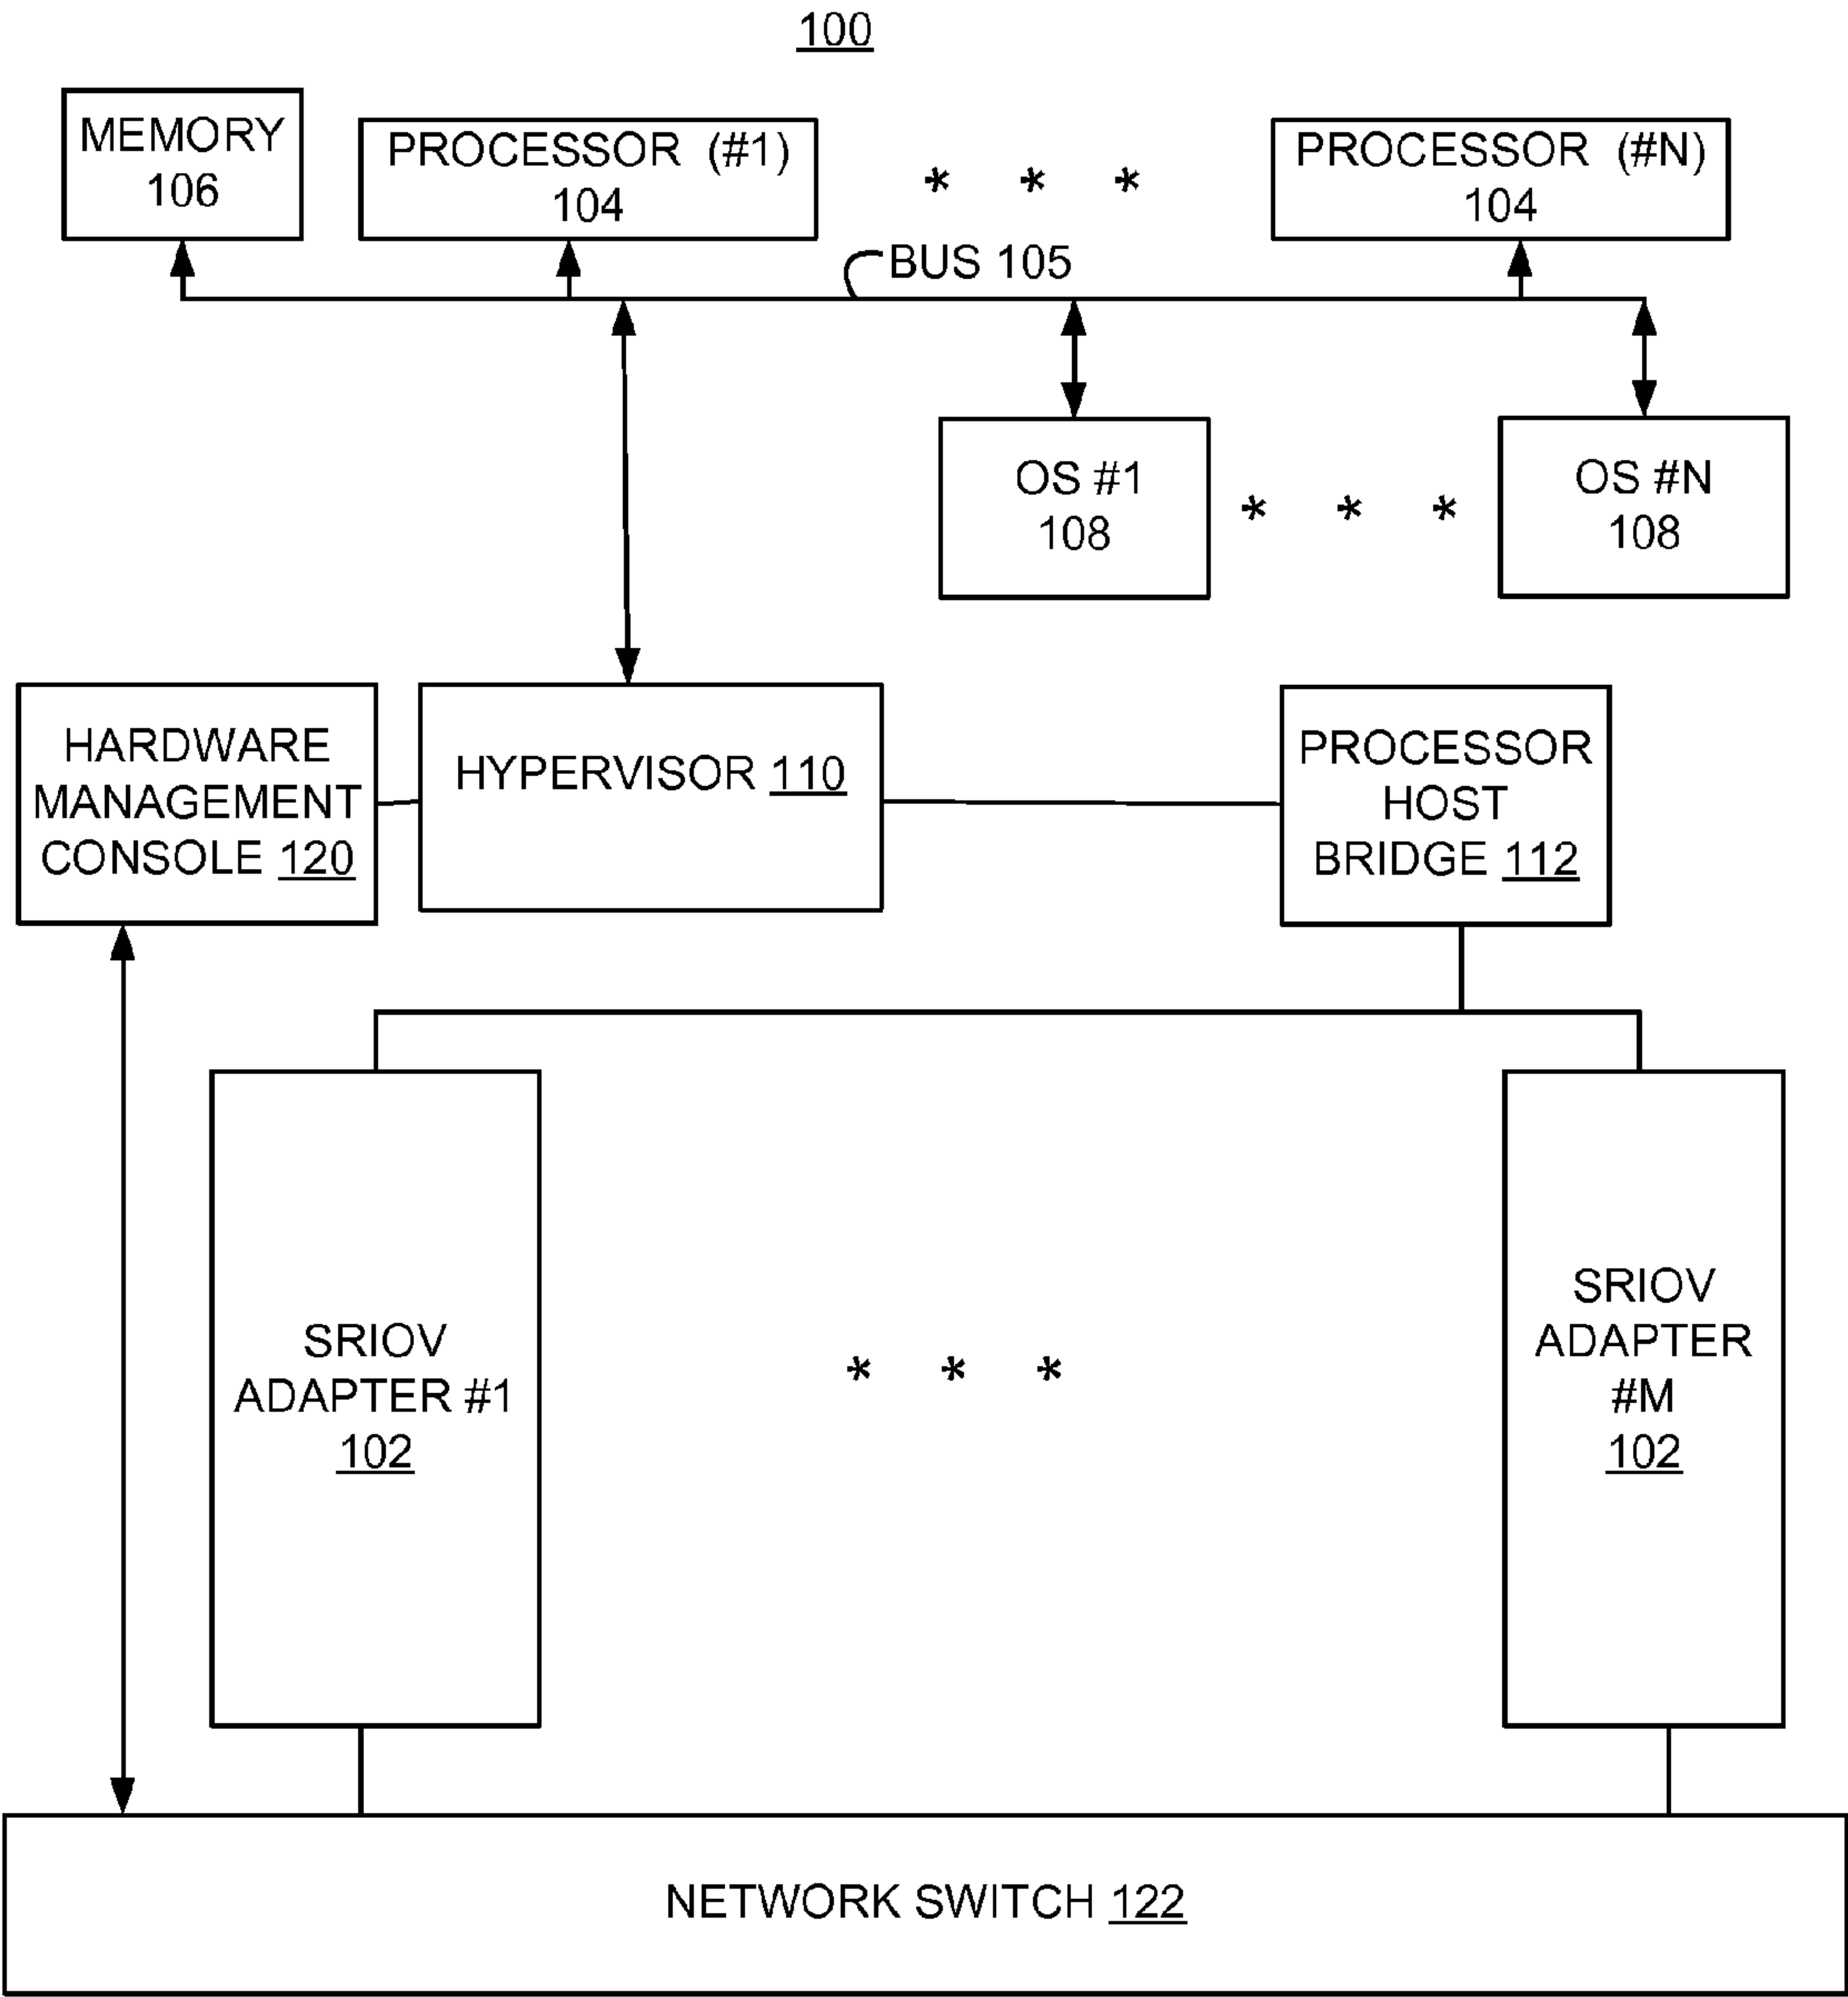 100
MEMORY
106
PROCESSOR (#1)
104
* * *
PROCESSOR (#N)
104
BUS 105
OS #1
108
* * *
OS #N
108
HARDWARE
MANAGEMENT
CONSOLE 120
HYPERVISOR 110
PROCESSOR
HOST
BRIDGE 112
SRIOV
ADAPTER #1
102
* * *
SRIOV
ADAPTER
#M
102
NETWORK SWITCH 122